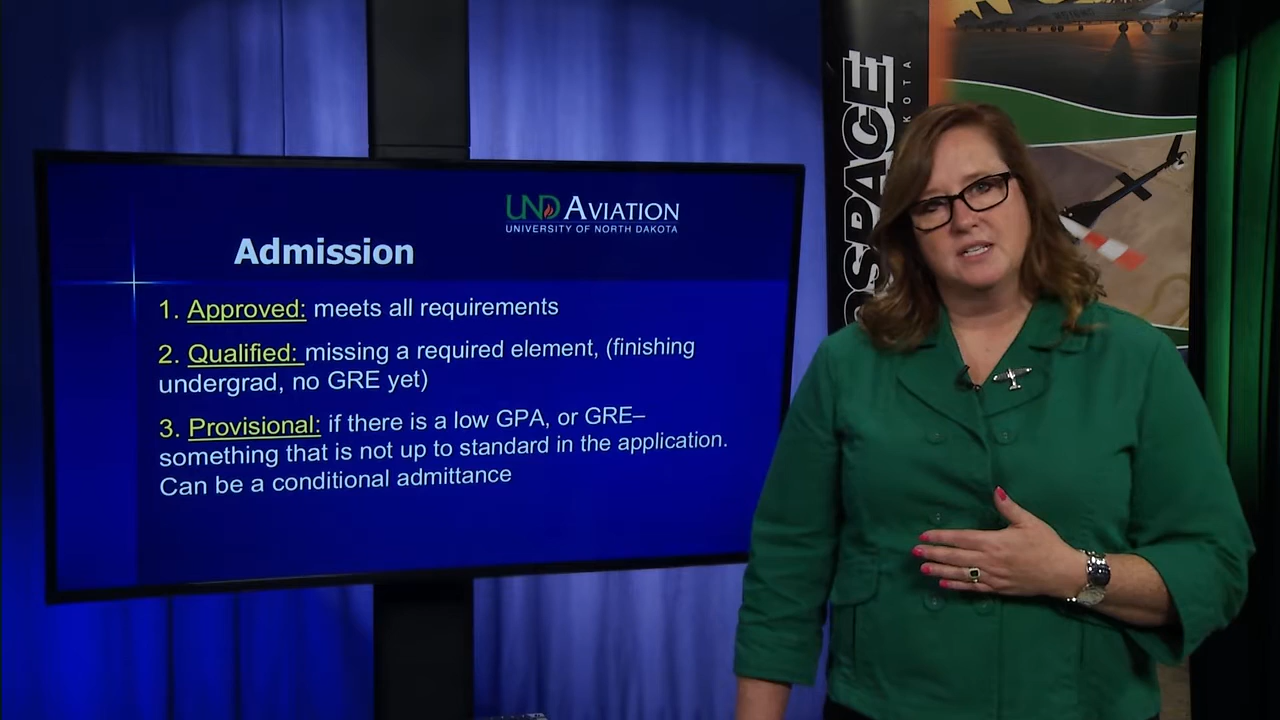 UND AVIATION
UNIVERSITY OF NORTH DAKOTA
Admission
1. Approved: meets all requirements
2. Qualified: missing a required element, (finishing
undergrad, no GRE yet)
3. Provisional: if there is a low GPA, or GRE–
something that is not up to standard in the application.
Can be a conditional admittance
OSPACE
KOTA